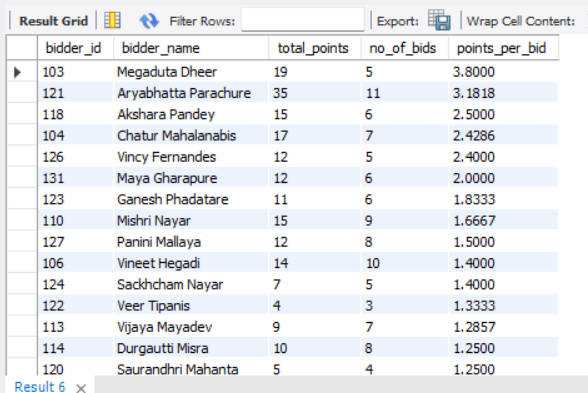 Result Grid Filter Rows: Export: Wrap Cell Content:
bidder_id bidder_name total_points no_of_bids points_per_bid
103 Megaduta Dheer 19 5 3.8000
121 Aryabhatta Parachure 35 11 3.1818
118 Akshara Pandey 15 6 2.5000
104 Chatur Mahalanabis 17 7 2.4286
126 Vincy Fernandes 12 5 2.4000
131 Maya Gharapure 12 6 2.0000
123 Ganesh Phadatare 11 6 1.8333
110 Mishri Nayar 15 9 1.6667
127 Panini Mallaya 12 8 1.5000
106 Vineet Hegadi 14 10 1.4000
124 Sackhcham Nayar 7 5 1.4000
122 Veer Tipanis 4 3 1.3333
113 Vijaya Mayadev 9 7 1.2857
114 Durgautti Misra 10 8 1.2500
120 Saurandhri Mahanta 5 4 1.2500
Result 6